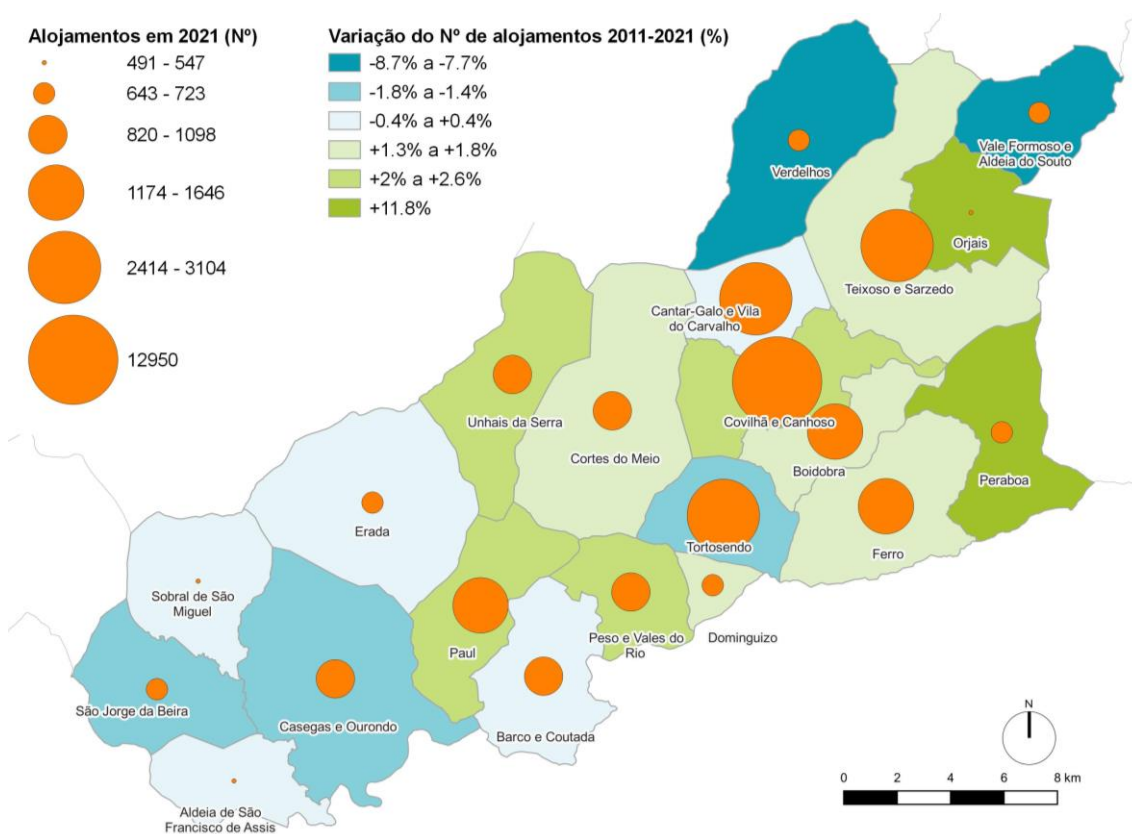 Alojamentos em 2021 (Nº)
491 - 547
643 - 723
820 - 1098
1174 - 1646
2414 - 3104
12950
Variação do Nº de alojamentos 2011-2021 (%)
-8.7% a -7.7%
-1.8% a -1.4%
-0.4% a +0.4%
+1.3% a +1.8%
+2% a +2.6%
+11.8%
Verdelhos
Vale Formoso e
Aldeia do Souto
Orjais
Teixoso e Sarzedo
Cantar-Galo e Vila
do Carvalho
Unhais da Serra
Cortes do Meio
Covilhã e Canhoso
Boidobra
Peraboa
Erada
Tortosendo
Ferro
Sobral de São
Miguel
Paul
Peso e Vales do
Rio
Dominguizo
São Jorge da Beira
Casegas e Ourondo
Barco e Coutada
Aldeia de São
Francisco de Assis
N
0 2 4 6 8 km